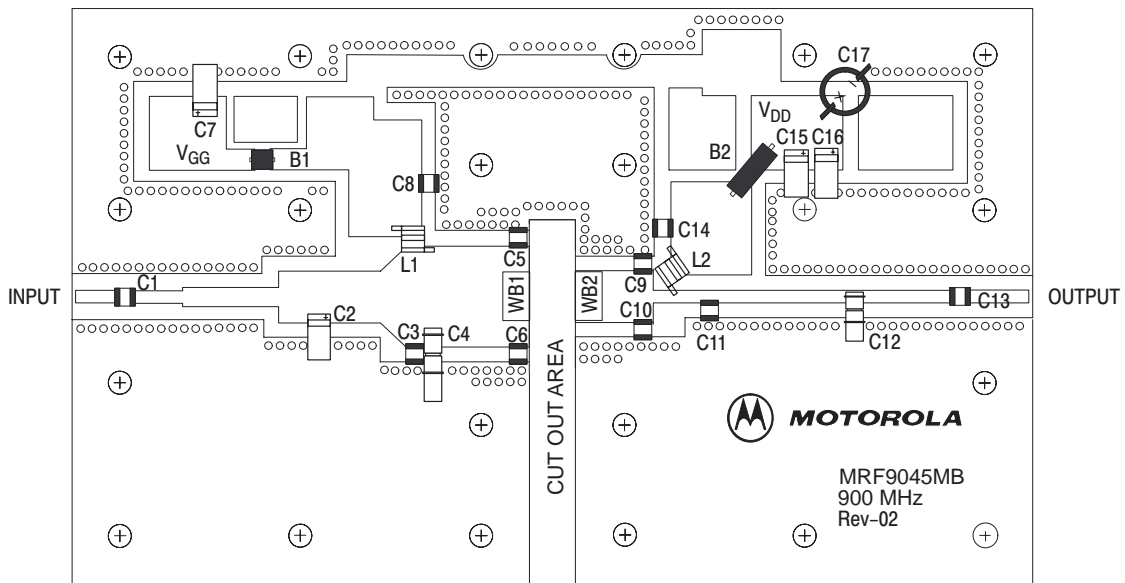 C17
C7
VDD
C15 C16
VGG
B1
B2
C8
C14
C5
L1
L2
C9
WB1
WB2
C1
INPUT
OUTPUT
C13
C2
C10
C3 C4
C6
C11
C12
CUT OUT AREA
MOTOROLA
MRF9045MB
900 MHz
Rev−02